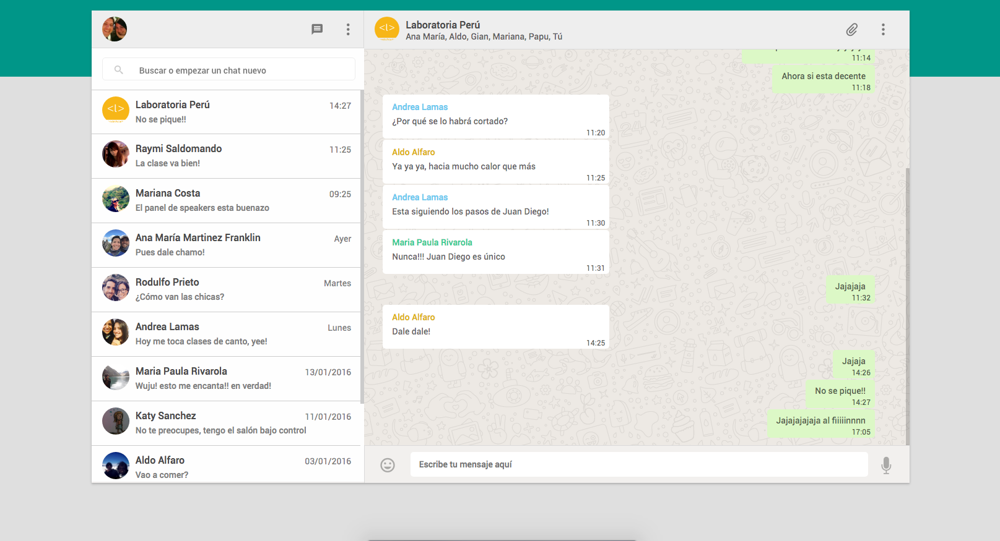 Buscar o empezar un chat nuevo
<l>
Laboratoria Perú
14:27
No se pique!!
Raymi Saldomando
11:25
La clase va bien!
Mariana Costa
09:25
El panel de speakers esta buenazo
Ana María Martinez Franklin
Ayer
Pues dale chamo!
Rodulfo Prieto
Martes
¿Cómo van las chicas?
Andrea Lamas
Lunes
Hoy me toca clases de canto, yee!
Maria Paula Rivarola
13/01/2016
Wuju! esto me encanta!! en verdad!
Katy Sanchez
11/01/2016
No te preocupes, tengo el salón bajo control
Aldo Alfaro
03/01/2016
Vao a comer?
<l>
Laboratoria Perú
Ana María, Aldo, Gian, Mariana, Papu, Tú
11:14
Ahora si esta decente
11:18
Andrea Lamas
¿Por qué se lo habrá cortado?
11:20
Aldo Alfaro
Ya ya ya, hacia mucho calor que más
11:25
Andrea Lamas
Esta siguiendo los pasos de Juan Diego!
11:30
Maria Paula Rivarola
Nunca!!! Juan Diego es único
11:31
Jajajaja
11:32
Aldo Alfaro
Dale dale!
14:25
Jajaja
14:26
No se pique!!
14:27
Jajajajajaja al fiiiiinnnn
17:05
Escribe tu mensaje aquí